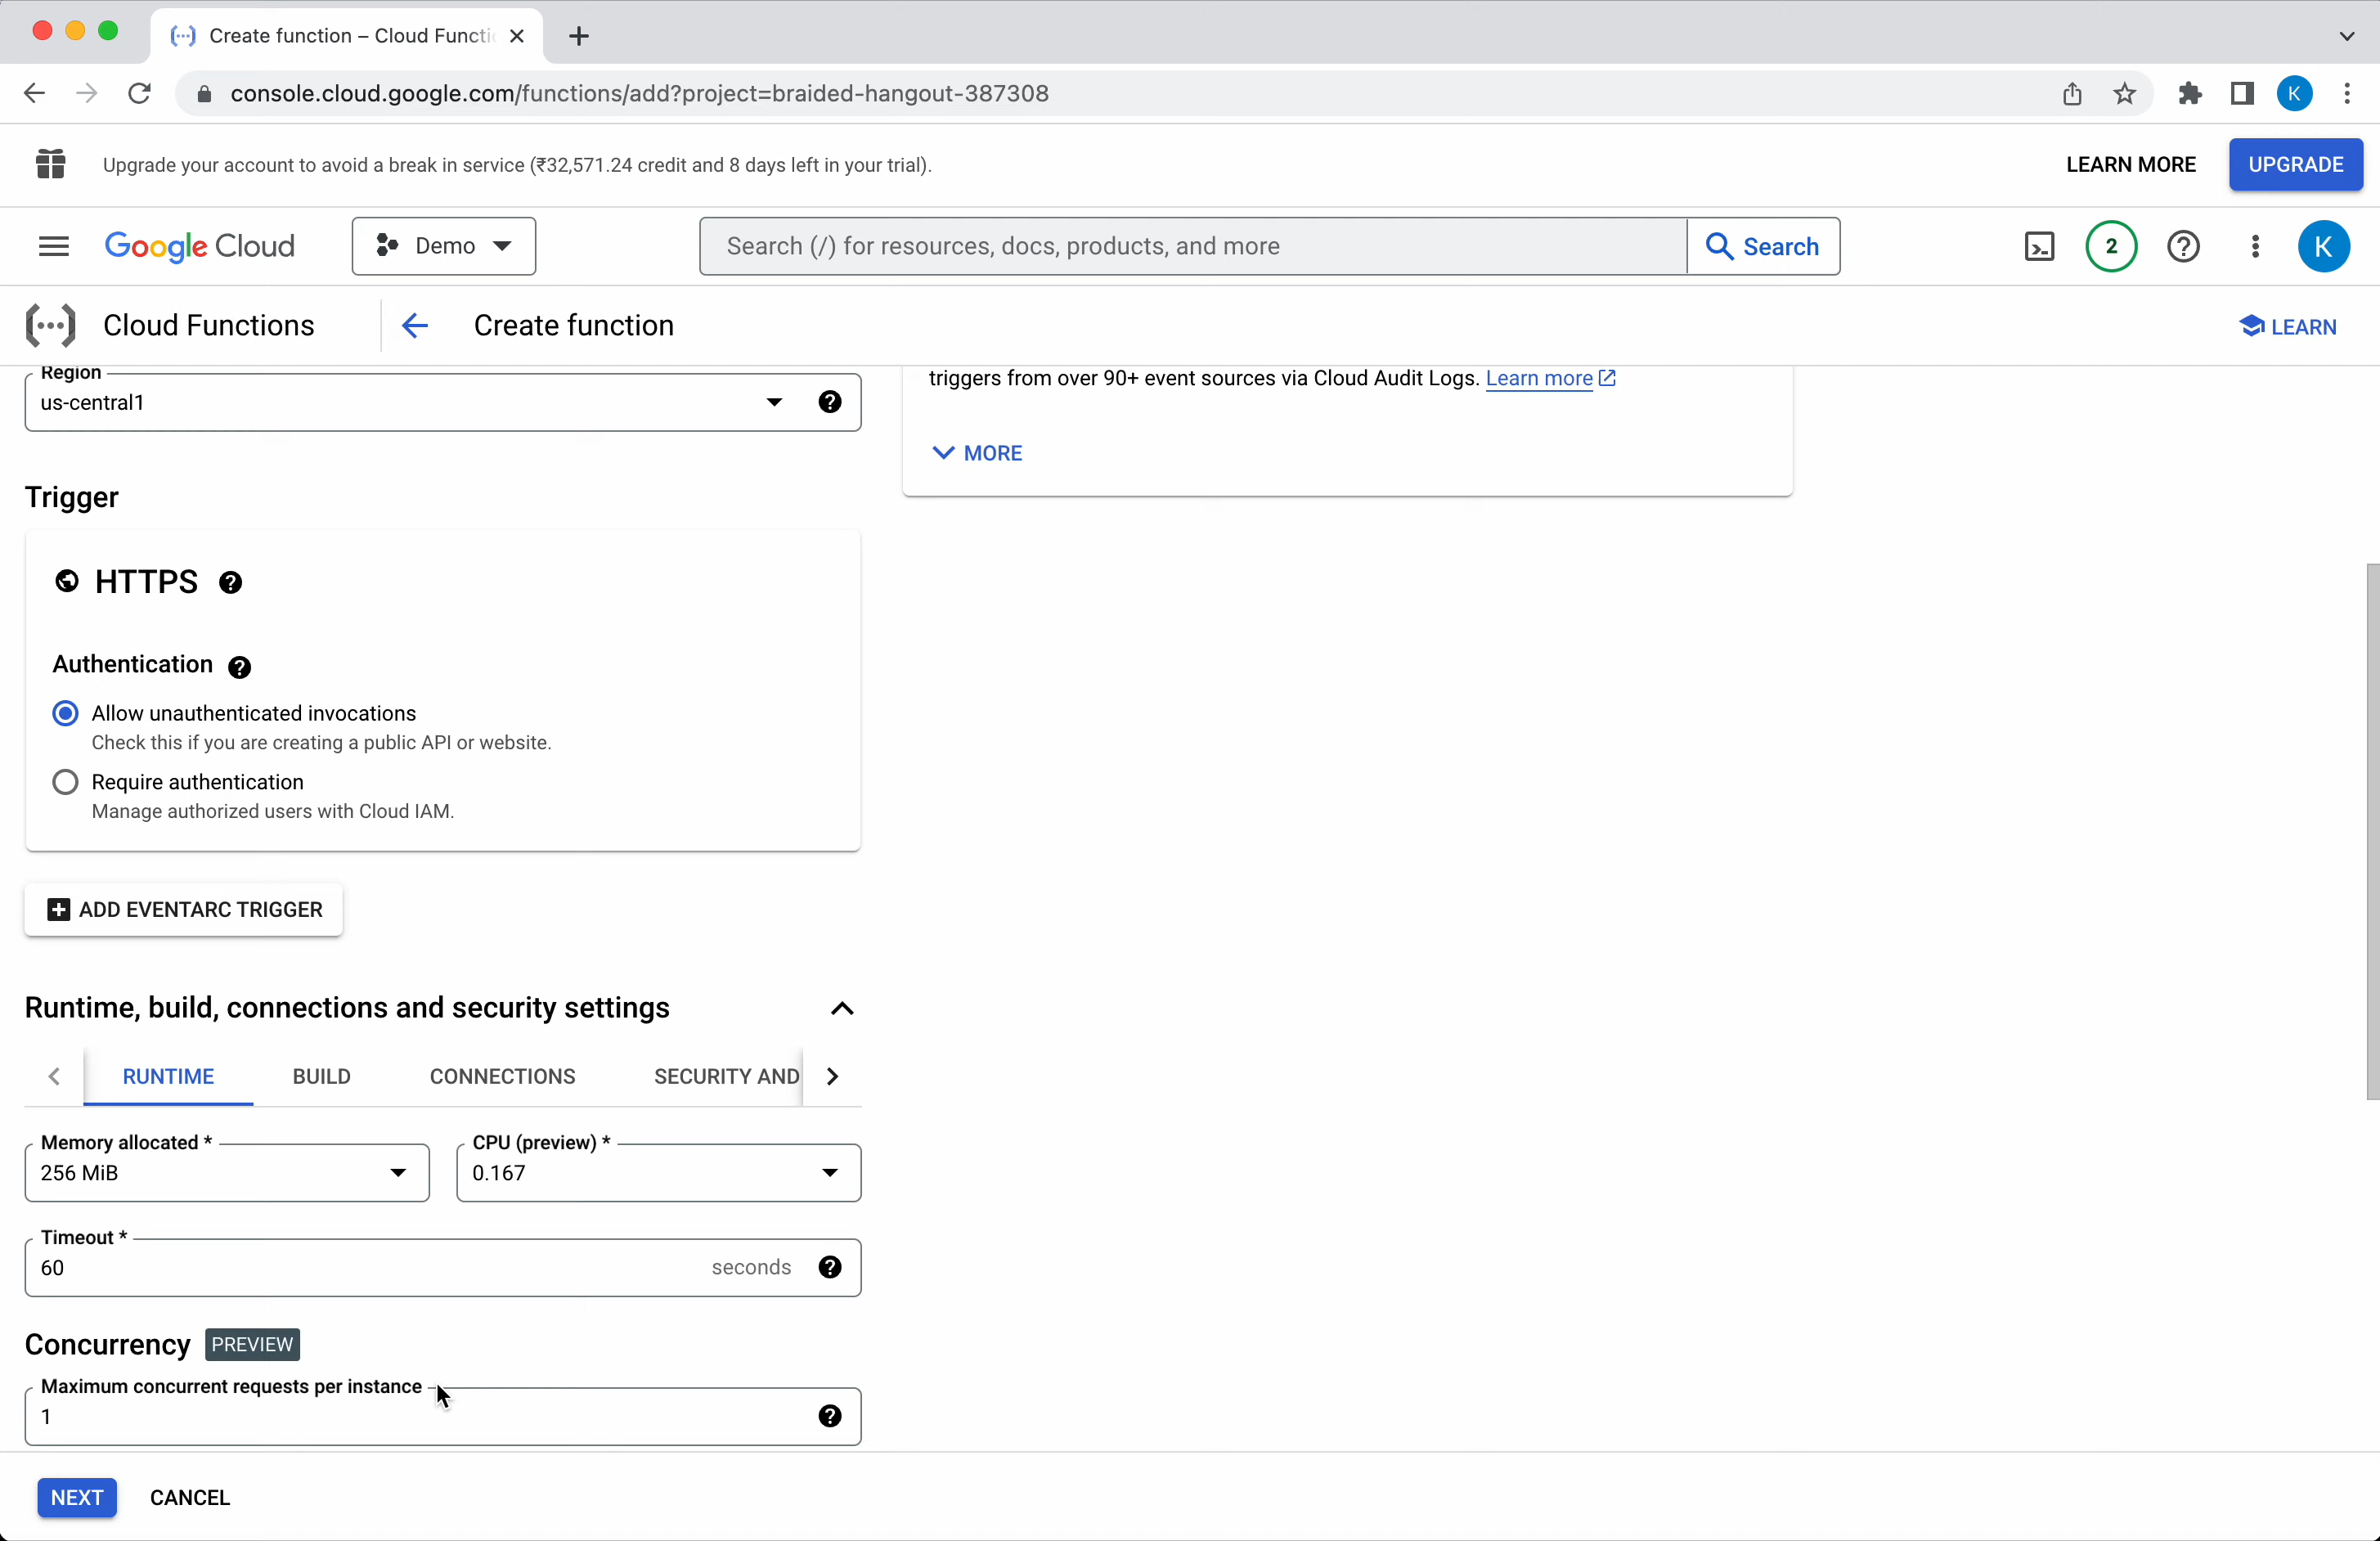 Create function – Cloud Functi
console.cloud.google.com/functions/add?project=braided-hangout-387308
K
Upgrade your account to avoid a break in service (₹32,571.24 credit and 8 days left in your trial).
LEARN MORE
UPGRADE
Google Cloud
Demo
Search (/) for resources, docs, products, and more
Search
2
K
Cloud Functions
Create function
LEARN
Region
us-central1
triggers from over 90+ event sources via Cloud Audit Logs. Learn more
MORE
Trigger
HTTPS
Authentication
Allow unauthenticated invocations
Check this if you are creating a public API or website.
Require authentication
Manage authorized users with Cloud IAM.
ADD EVENTARC TRIGGER
Runtime, build, connections and security settings
RUNTIME
BUILD
CONNECTIONS
SECURITY AND
Memory allocated *
256 MiB
CPU (preview) *
0.167
Timeout *
60
seconds
Concurrency
PREVIEW
Maximum concurrent requests per instance
1
NEXT
CANCEL